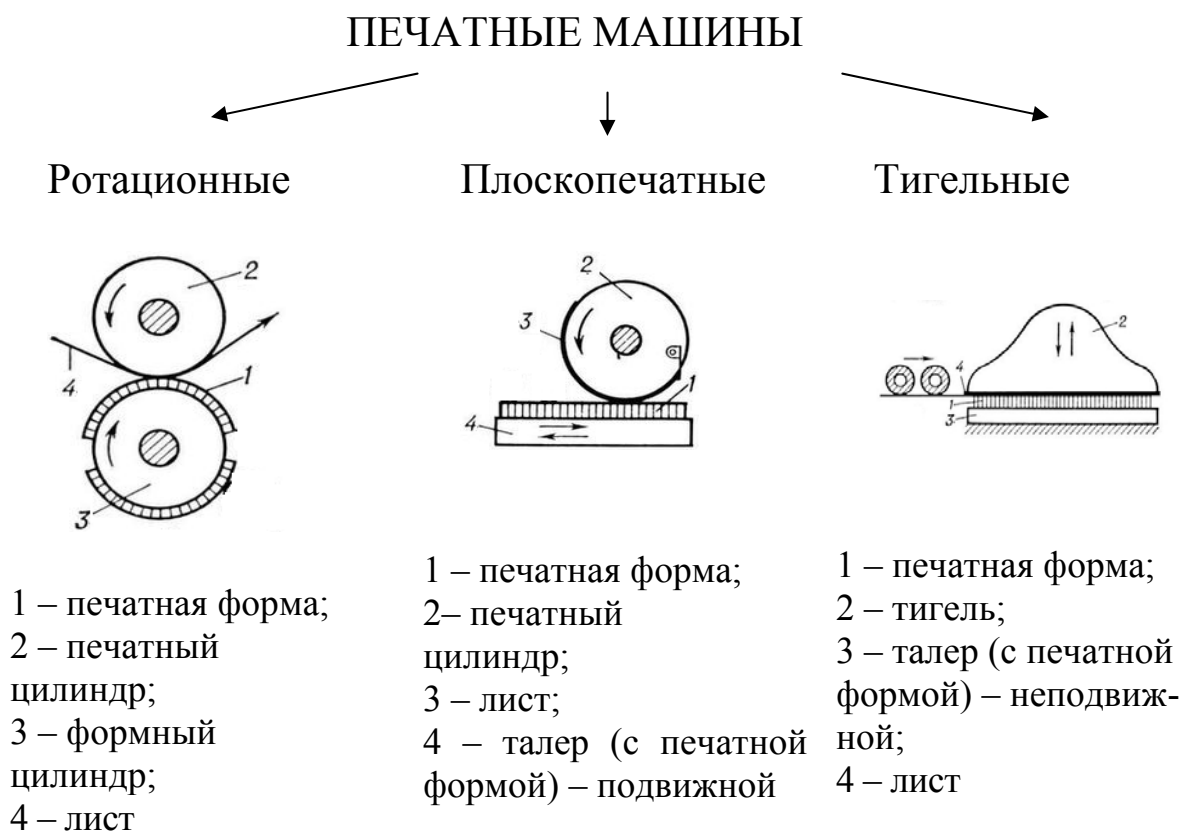 ПЕЧАТНЫЕ МАШИНЫ
Ротационные
Плоскопечатные
Тигельные
2
4
1
3
2
3
1
4
2
4
1
3
1 – печатная форма;
2 – печатный
цилиндр;
3 – формный
цилиндр;
4 – лист
1 – печатная форма;
2– печатный
цилиндр;
3 – лист;
4 – талер (с печатной
формой) – подвижной
1 – печатная форма;
2 – тигель;
3 – талер (с печатной
формой) – неподвиж-
ной;
4 – лист